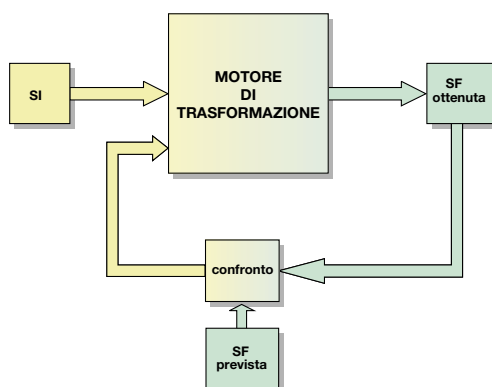 MOTORE
DI
TRASFORMAZIONE
SI
SF
ottenuta
confronto
SF
prevista